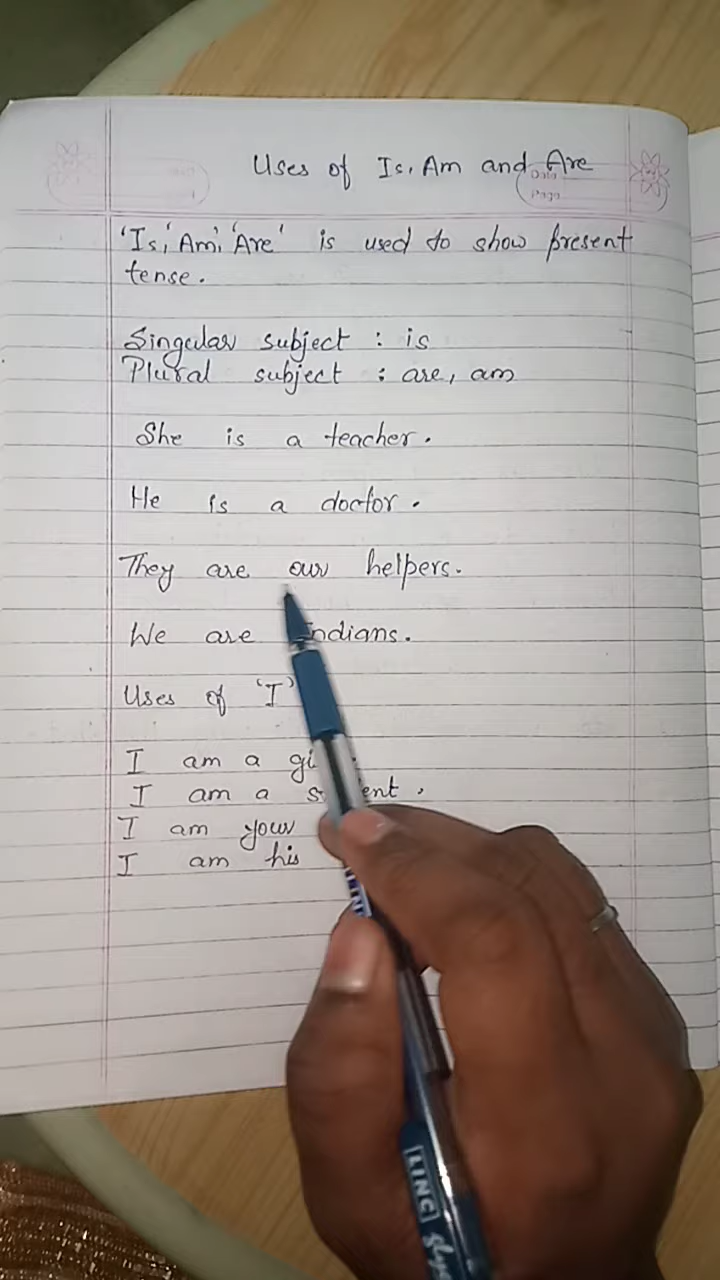 Uses of Is, Am and Are
Date
Page
'Is,' 'Am', 'Are' is used to show present
tense.
Singular subject : is
Plural subject : are, am
She is a teacher.
He is a doctor.
They are our helpers.
We are Indians.
Uses of 'I'
I am a
I am a
I am your
I am his
LINC